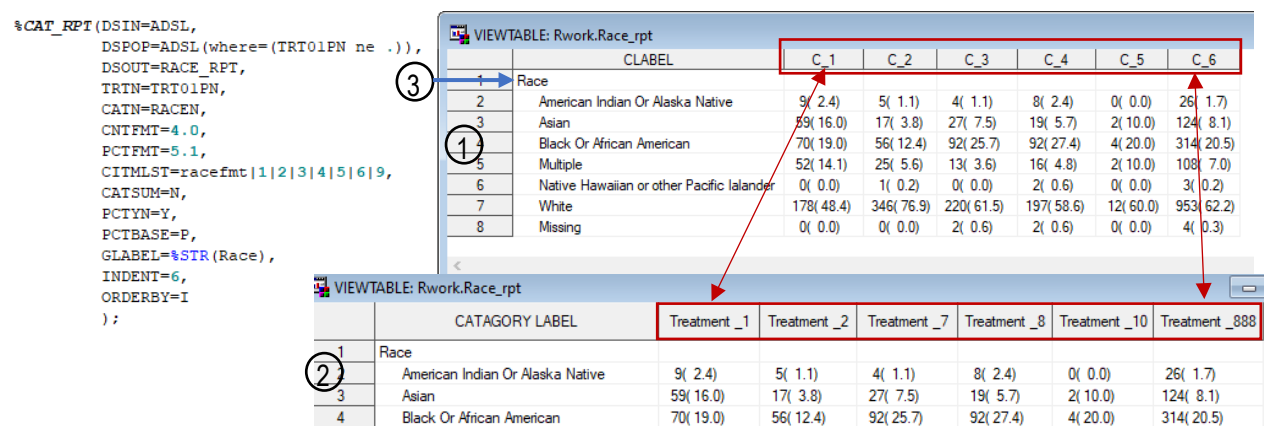 %CAT_RPT(DSIN=ADSL,
DSPOP=ADSL(where=(TRT01PN ne .)),
DSOUT=RACE_RPT,
TRTN=TRT01PN,
CATN=RACEN,
CNTFMT=4.0,
PCTFMT=5.1,
CITMLST=racefmt|1|2|3|4|5|6|9,
CATSUM=N,
PCTYN=Y,
PCTBASE=P,
GLABEL=%STR(Race),
INDENT=6,
ORDERBY=I
);
VIEWTABLE: Rwork.Race_rpt
CLABEL C_1 C_2 C_3 C_4 C_5 C_6
3
1 Race
2 American Indian Or Alaska Native 9( 2.4) 5( 1.1) 4( 1.1) 8( 2.4) 0( 0.0) 26( 1.7)
3 Asian 59( 16.0) 17( 3.8) 27( 7.5) 19( 5.7) 2( 10.0) 124( 8.1)
1
4 Black Or African American 70( 19.0) 56( 12.4) 92( 25.7) 92( 27.4) 4( 20.0) 314( 20.5)
5 Multiple 52( 14.1) 25( 5.6) 13( 3.6) 16( 4.8) 2( 10.0) 108( 7.0)
6 Native Hawaiian or other Pacific Ialander 0( 0.0) 1( 0.2) 0( 0.0) 2( 0.6) 0( 0.0) 3( 0.2)
7 White 178( 48.4) 346( 76.9) 220( 61.5) 197( 58.6) 12( 60.0) 953( 62.2)
8 Missing 0( 0.0) 0( 0.0) 2( 0.6) 2( 0.6) 0( 0.0) 4( 0.3)
VIEWTABLE: Rwork.Race_rpt
CATAGORY LABEL Treatment _1 Treatment _2 Treatment _7 Treatment _8 Treatment _10 Treatment _888
1 Race
2
2 American Indian Or Alaska Native 9( 2.4) 5( 1.1) 4( 1.1) 8( 2.4) 0( 0.0) 26( 1.7)
3 Asian 59( 16.0) 17( 3.8) 27( 7.5) 19( 5.7) 2( 10.0) 124( 8.1)
4 Black Or African American 70( 19.0) 56( 12.4) 92( 25.7) 92( 27.4) 4( 20.0) 314( 20.5)